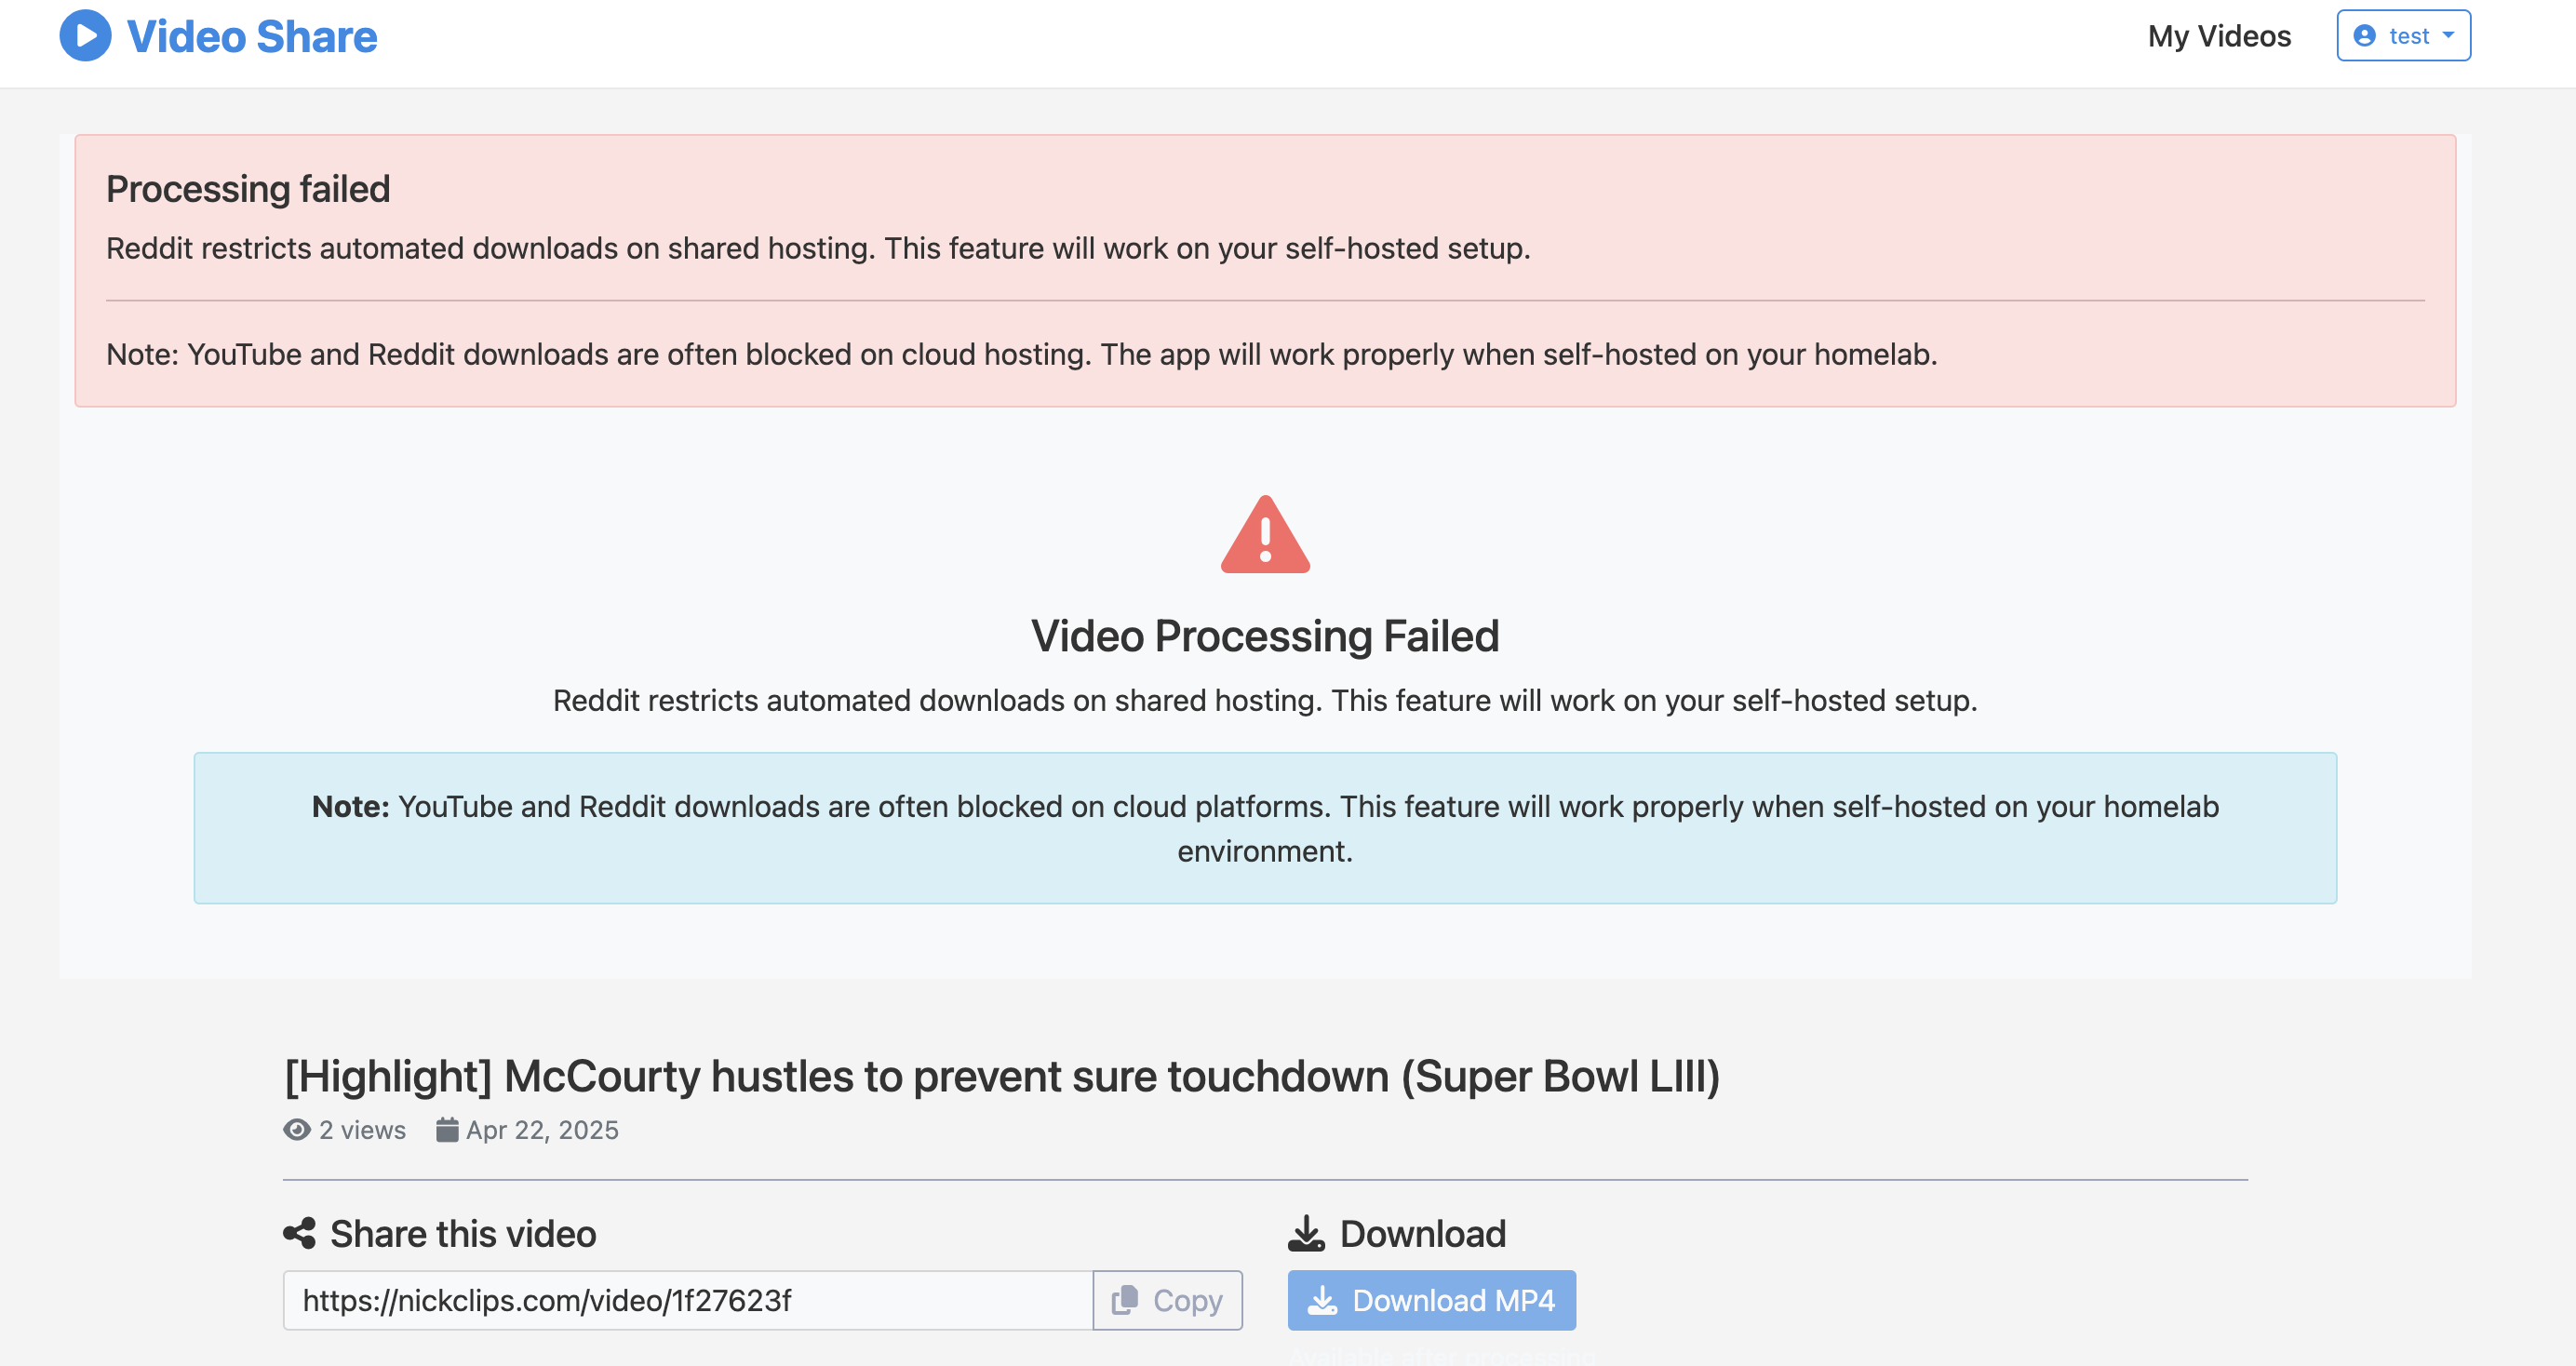 Video Share
My Videos
test
Processing failed
Reddit restricts automated downloads on shared hosting. This feature will work on your self-hosted setup.
Note: YouTube and Reddit downloads are often blocked on cloud hosting. The app will work properly when self-hosted on your homelab.
Video Processing Failed
Reddit restricts automated downloads on shared hosting. This feature will work on your self-hosted setup.
Note: YouTube and Reddit downloads are often blocked on cloud platforms. This feature will work properly when self-hosted on your homelab
environment.
[Highlight] McCourty hustles to prevent sure touchdown (Super Bowl LIII)
2 views
Apr 22, 2025
Share this video
https://nickclips.com/video/1f27623f
Copy
Download
Download MP4
Available after processing